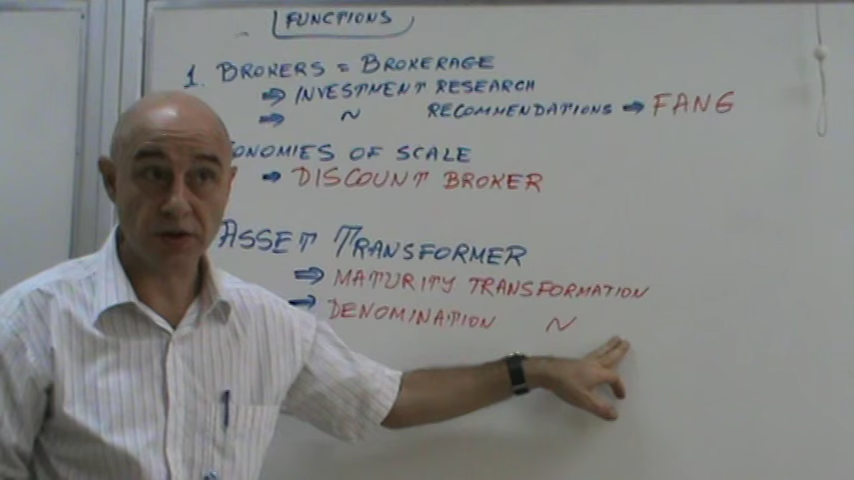 FUNCTIONS
1. BROKERS = BROKERAGE
⇒ INVESTMENT RESEARCH
⇒ ~ RECOMMENDATIONS ⇒ FANG
ONOMIES OF SCALE
⇒ DISCOUNT BROKER
ASSET TRANSFORMER
⇒ MATURITY TRANSFORMATION
⇒ DENOMINATION ~